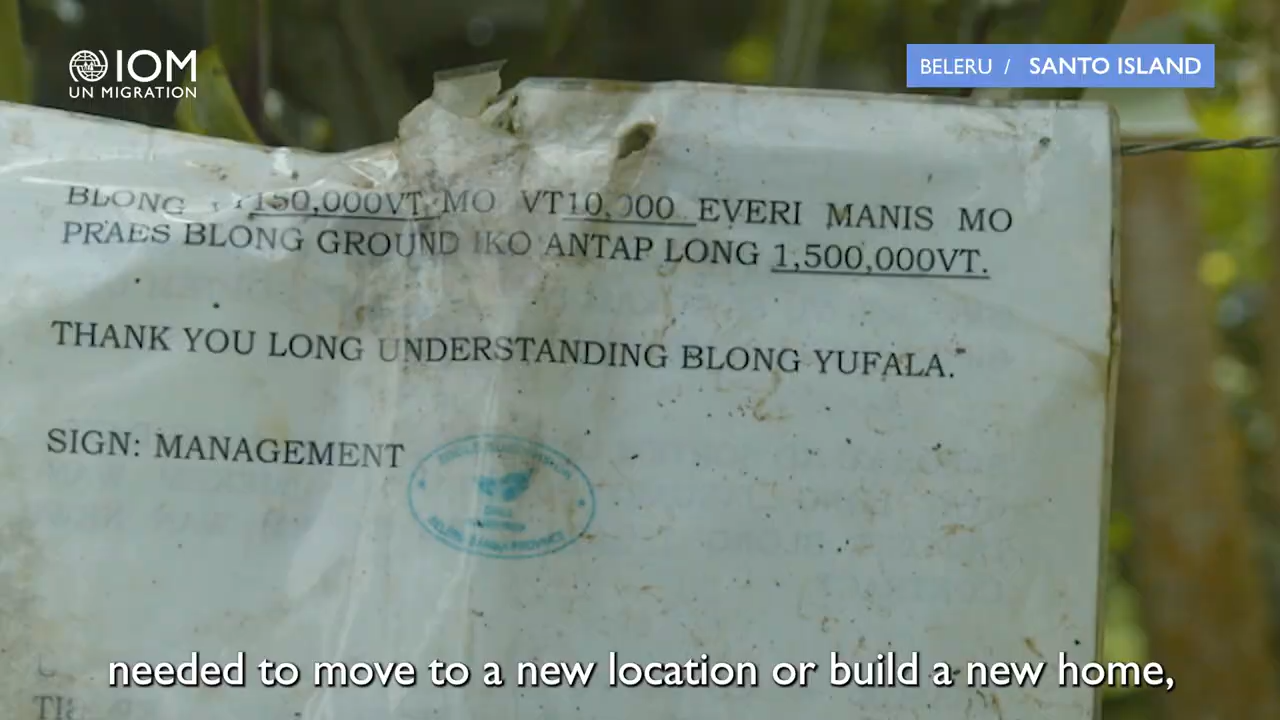 IOM
UN MIGRATION
BELERU / SANTO ISLAND
BLONG 150,000VT MO VT10,000 EVERI MANIS MO
PRAES BLONG GROUND IKO ANTAP LONG 1,500,000VT.
THANK YOU LONG UNDERSTANDING BLONG YUFALA.
SIGN: MANAGEMENT
needed to move to a new location or build a new home,